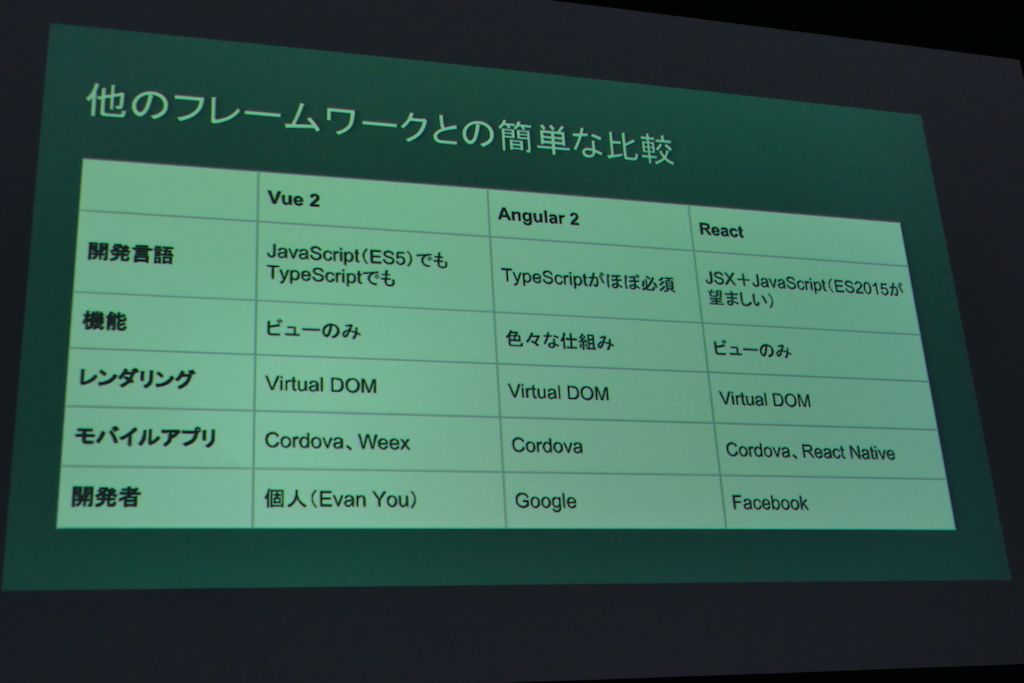 他のフレームワークとの簡単な比較
Vue 2 Angular 2 React
開発言語 JavaScript（ES5）でも TypeScriptがほぼ必須 JSX＋JavaScript（ES2015が
TypeScriptでも 望ましい）
機能 ビューのみ 色々な仕組み ビューのみ
レンダリング Virtual DOM Virtual DOM Virtual DOM
モバイルアプリ Cordova、Weex Cordova Cordova、React Native
開発者 個人（Evan You） Google Facebook